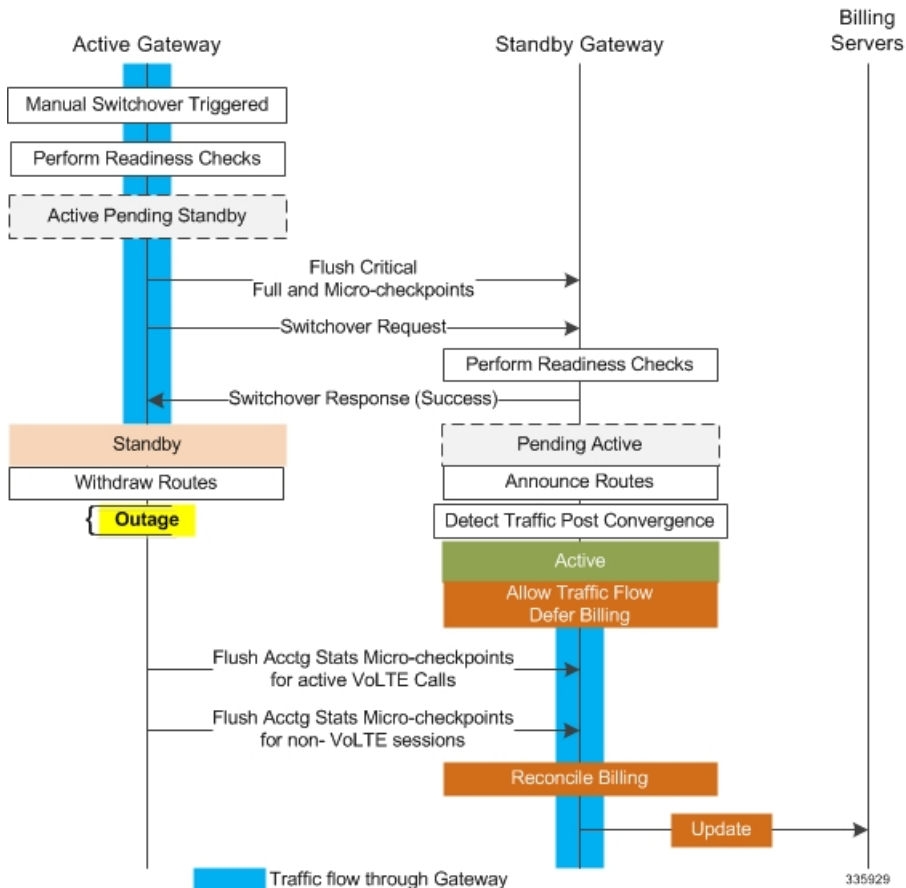 Billing
Servers
Active Gateway
Standby Gateway
Manual Switchover Triggered
Perform Readiness Checks
Active Pending Standby
Flush Critical
Full and Micro-checkpoints
Switchover Request
Perform Readiness Checks
Switchover Response (Success)
Standby
Pending Active
Withdraw Routes
Announce Routes
{ Outage
Detect Traffic Post Convergence
Active
Allow Traffic Flow
Defer Billing
Flush Acctg Stats Micro-checkpoints
for active VoLTE Calls
Flush Acctg Stats Micro-checkpoints
for non- VoLTE sessions
Reconcile Billing
Update
Traffic flow through Gateway
335929